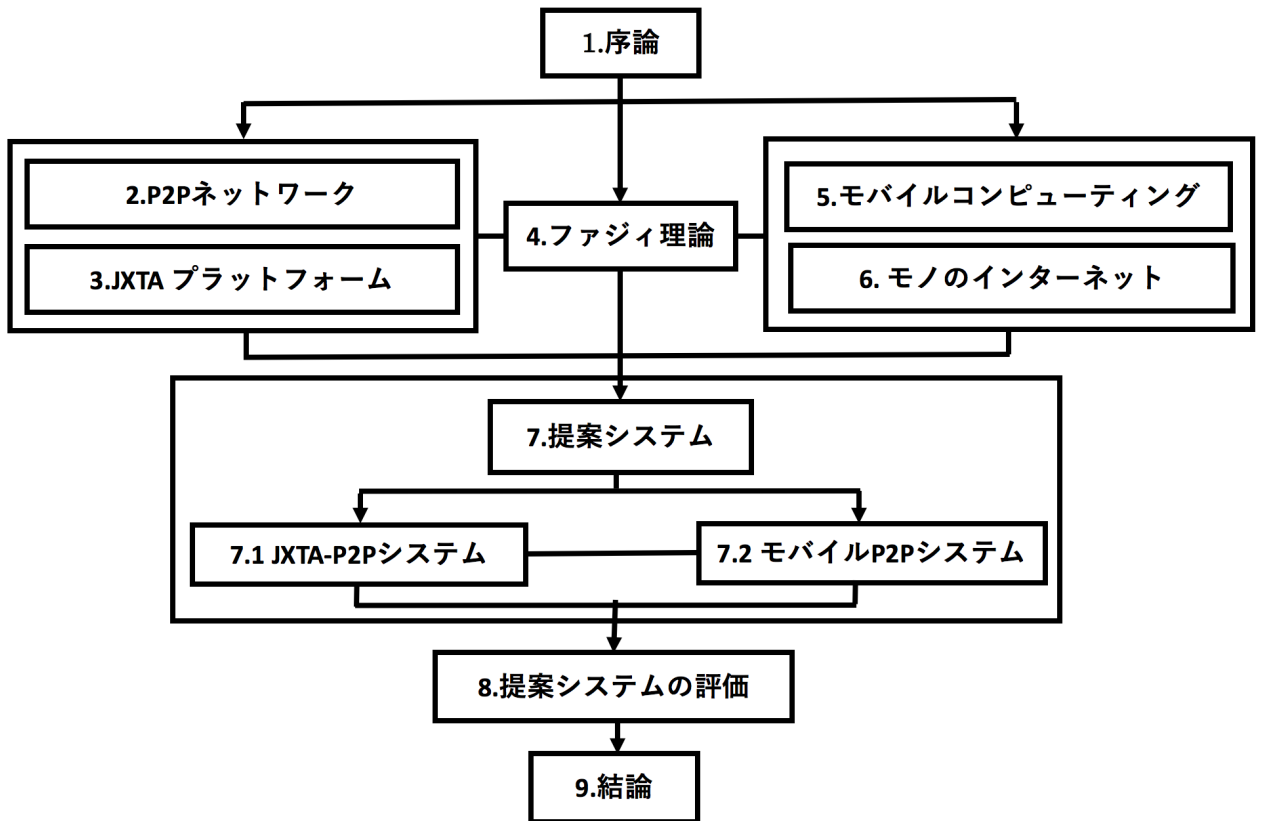 1.序論
2.P2Pネットワーク
3.JXTA プラットフォーム
4.ファジィ理論
5.モバイルコンピューティング
6. モノのインターネット
7.提案システム
7.1 JXTA-P2Pシステム
7.2 モバイルP2Pシステム
8.提案システムの評価
9.結論